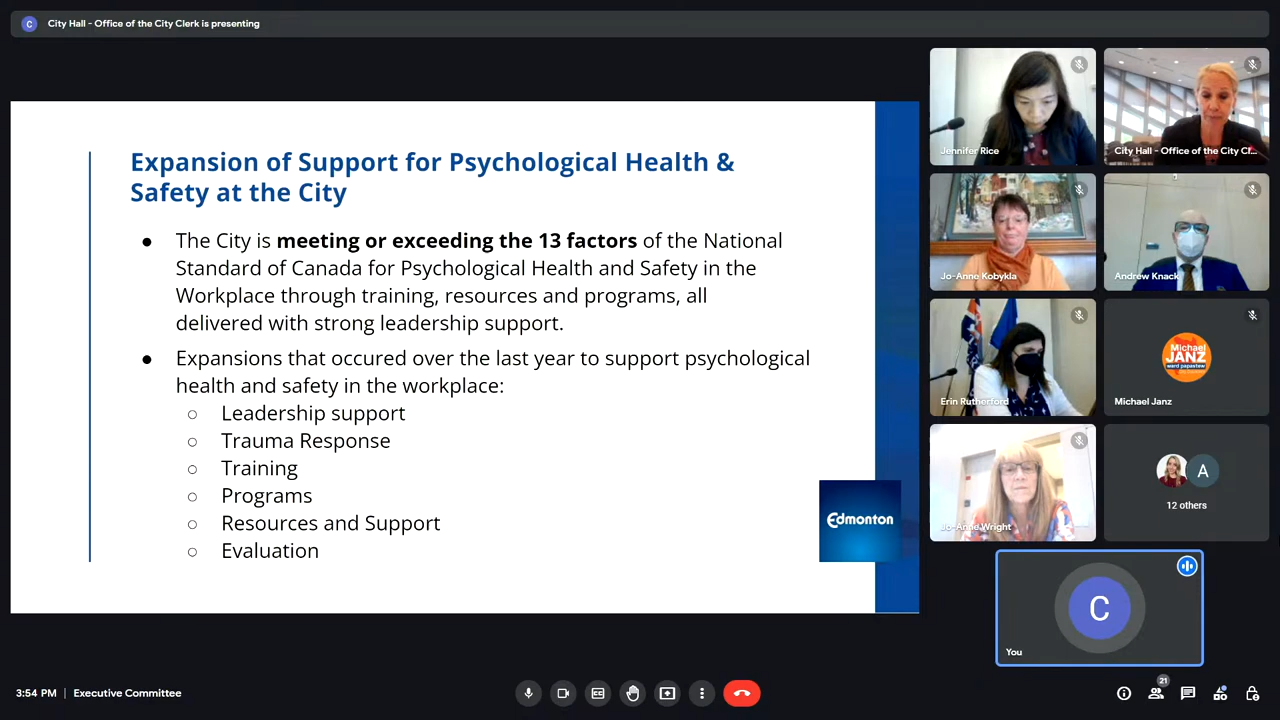 C
City Hall - Office of the City Clerk is presenting
Expansion of Support for Psychological Health &
Safety at the City
● The City is meeting or exceeding the 13 factors of the National
Standard of Canada for Psychological Health and Safety in the
Workplace through training, resources and programs, all
delivered with strong leadership support.
● Expansions that occured over the last year to support psychological
health and safety in the workplace:
○ Leadership support
○ Trauma Response
○ Training
○ Programs
○ Resources and Support
○ Evaluation
Edmonton
Jennifer Rice
City Hall - Office of the City Cl...
Jo-Anne Kobylda
Andrew Knack
Erin Rutherford
Michael
JANZ
ward papastew
Michael Janz
Jo-Anne Wright
A
12 others
C
You
3:54 PM | Executive Committee
CC
21